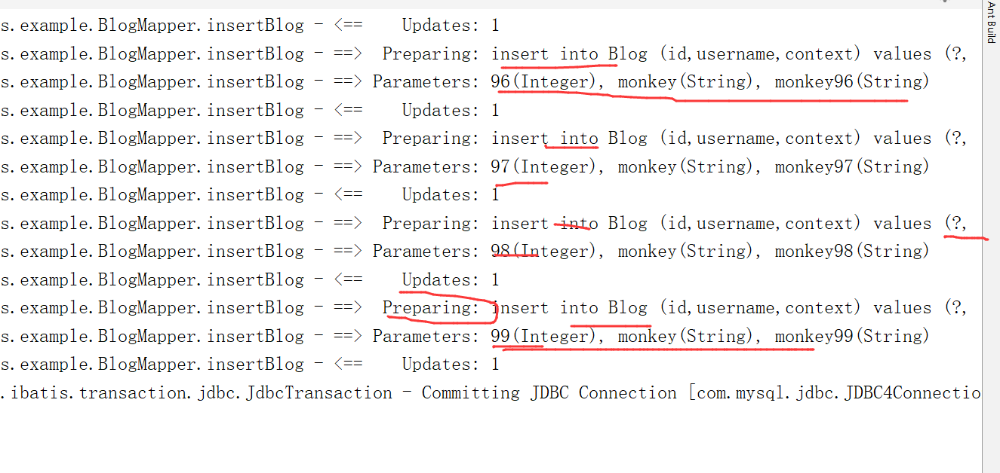 s.example.BlogMapper.insertBlog - <==    Updates: 1
s.example.BlogMapper.insertBlog - ==>  Preparing: insert into Blog (id,username,context) values (?,
s.example.BlogMapper.insertBlog - ==> Parameters: 96(Integer), monkey(String), monkey96(String)
s.example.BlogMapper.insertBlog - <==    Updates: 1
s.example.BlogMapper.insertBlog - ==>  Preparing: insert into Blog (id,username,context) values (?,
s.example.BlogMapper.insertBlog - ==> Parameters: 97(Integer), monkey(String), monkey97(String)
s.example.BlogMapper.insertBlog - <==    Updates: 1
s.example.BlogMapper.insertBlog - ==>  Preparing: insert into Blog (id,username,context) values (?,
s.example.BlogMapper.insertBlog - ==> Parameters: 98(Integer), monkey(String), monkey98(String)
s.example.BlogMapper.insertBlog - <==    Updates: 1
s.example.BlogMapper.insertBlog - ==>  Preparing: insert into Blog (id,username,context) values (?,
s.example.BlogMapper.insertBlog - ==> Parameters: 99(Integer), monkey(String), monkey99(String)
s.example.BlogMapper.insertBlog - <==    Updates: 1
.ibatis.transaction.jdbc.JdbcTransaction - Committing JDBC Connection [com.mysql.jdbc.JDBC4Connectio
Ant Build